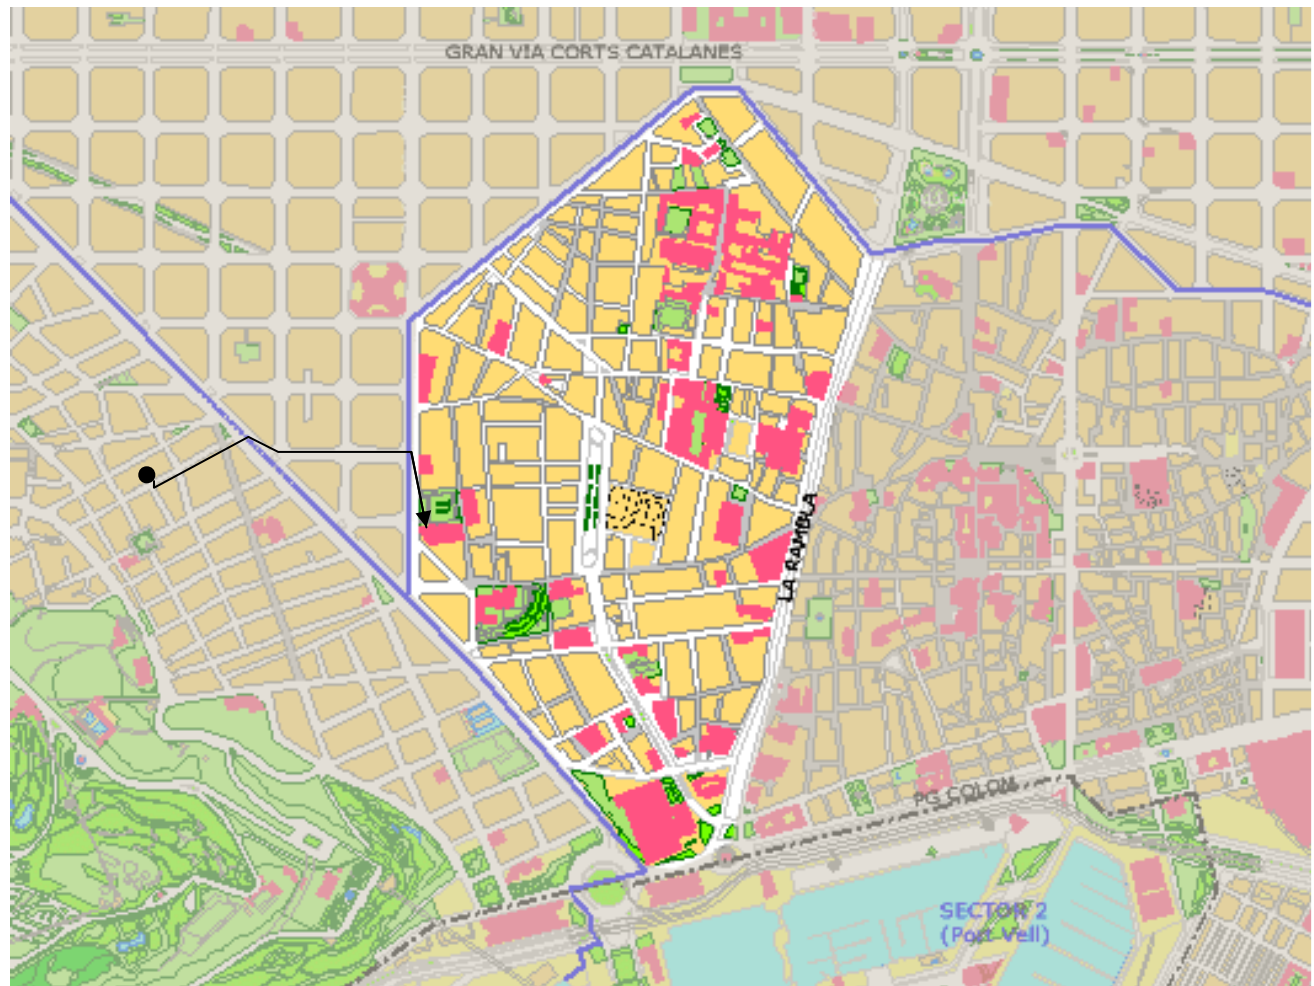 GRAN VIA CORTS CATALANES
LA RAMBLA
PG COLOM
SECTOR 2
(Port Vell)